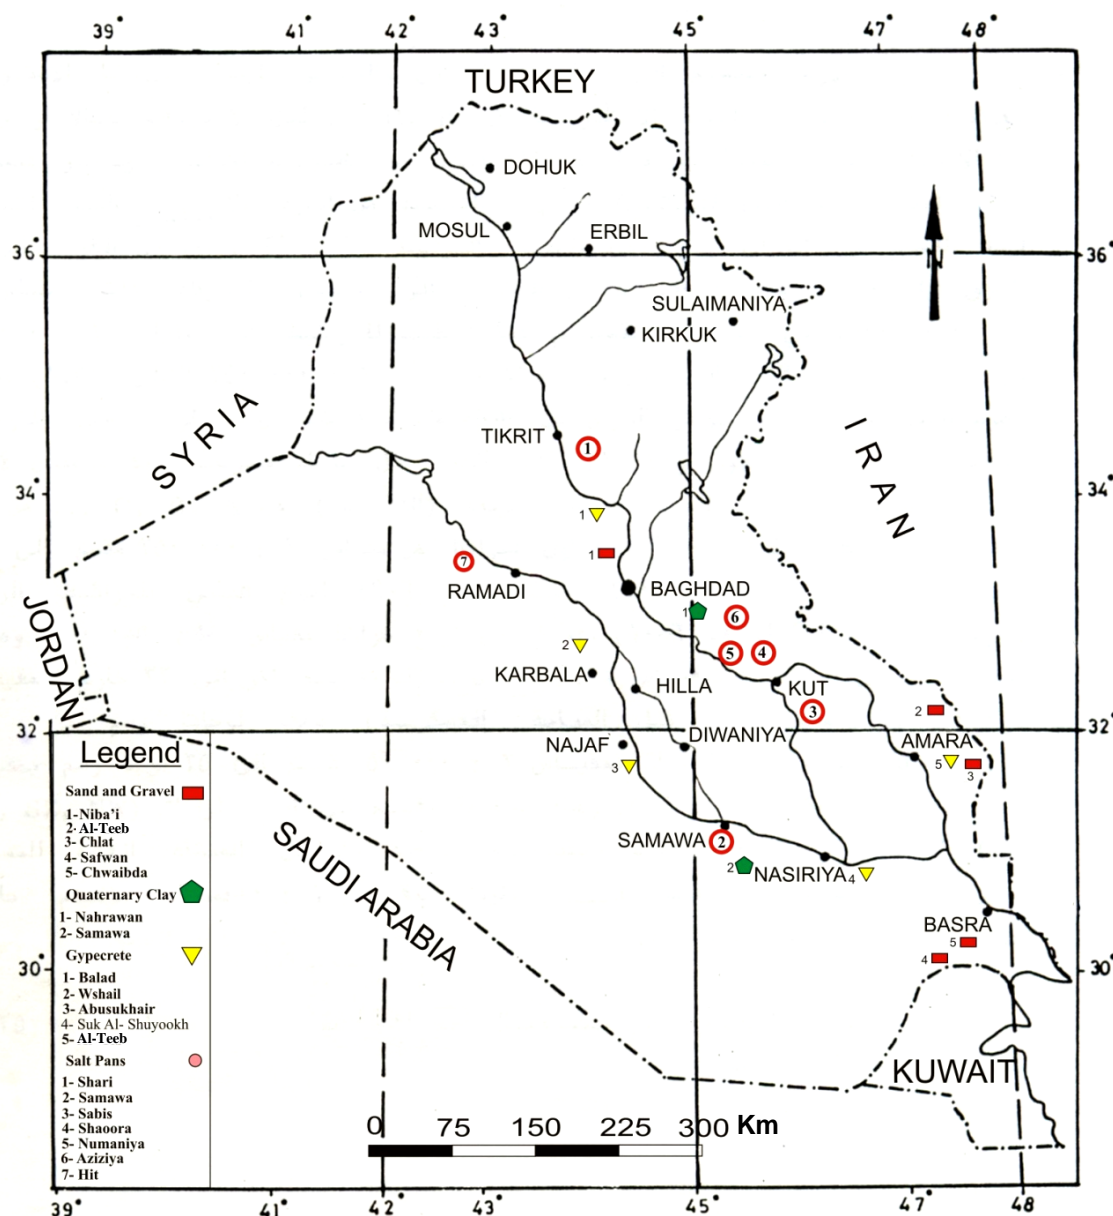 39° 41° 42° 43° 45° 47° 48°
TURKEY
DOHUK
MOSUL
ERBIL
36° 36°
N
SULAIMANIYA
KIRKUK
SYRIA
IRAN
TIKRIT
1
34° 34°
1
1
7
RAMADI
BAGHDAD
1
6
JORDAN
2
5 4
KARBALA
HILLA
KUT
3
2
32° 32°
NAJAF
DIWANIYA
AMARA
3
5
3
SAUDI ARABIA
SAMAWA
2
2
NASIRIYA
4
BASRA
5
4
30° 30°
KUWAIT
Legend
Sand and Gravel
1-Niba'i
2- Al-Teeb
3- Chlat
4- Safwan
5- Chwaibda
Quaternary Clay
1- Nahrawan
2- Samawa
Gypecrete
1- Balad
2- Wshail
3- Abusukhair
4- Suk Al- Shuyookh
5- Al-Teeb
Salt Pans
1- Shari
2- Samawa
3- Sabis
4- Shaoora
5- Numaniya
6- Aziziya
7- Hit
0 75 150 225 300 Km
39° 41° 42° 43° 45° 47° 48°